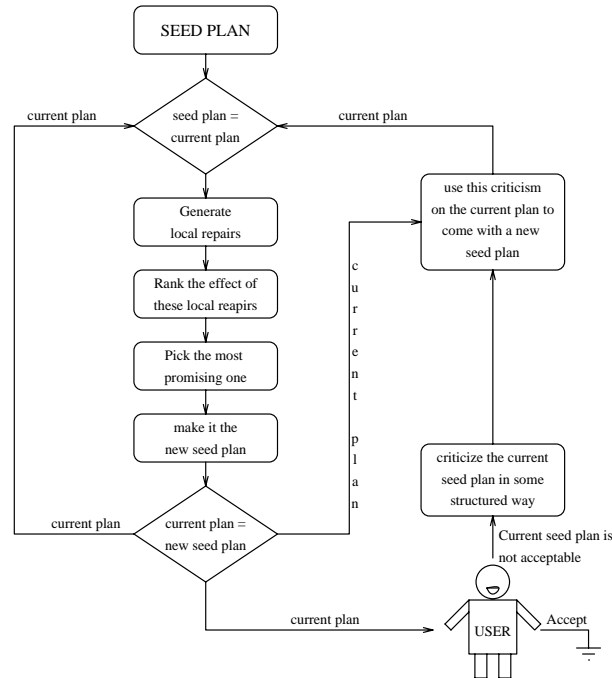 SEED PLAN
current plan
seed plan =
current plan
current plan
Generate
local repairs
use this criticism
on the current plan to
come with a new
seed plan
Rank the effect of
these local reapirs
current plan
Pick the most
promising one
make it the
new seed plan
criticize the current
seed plan in some
structured way
current plan
current plan =
new seed plan
Current seed plan is
not acceptable
current plan
USER
Accept